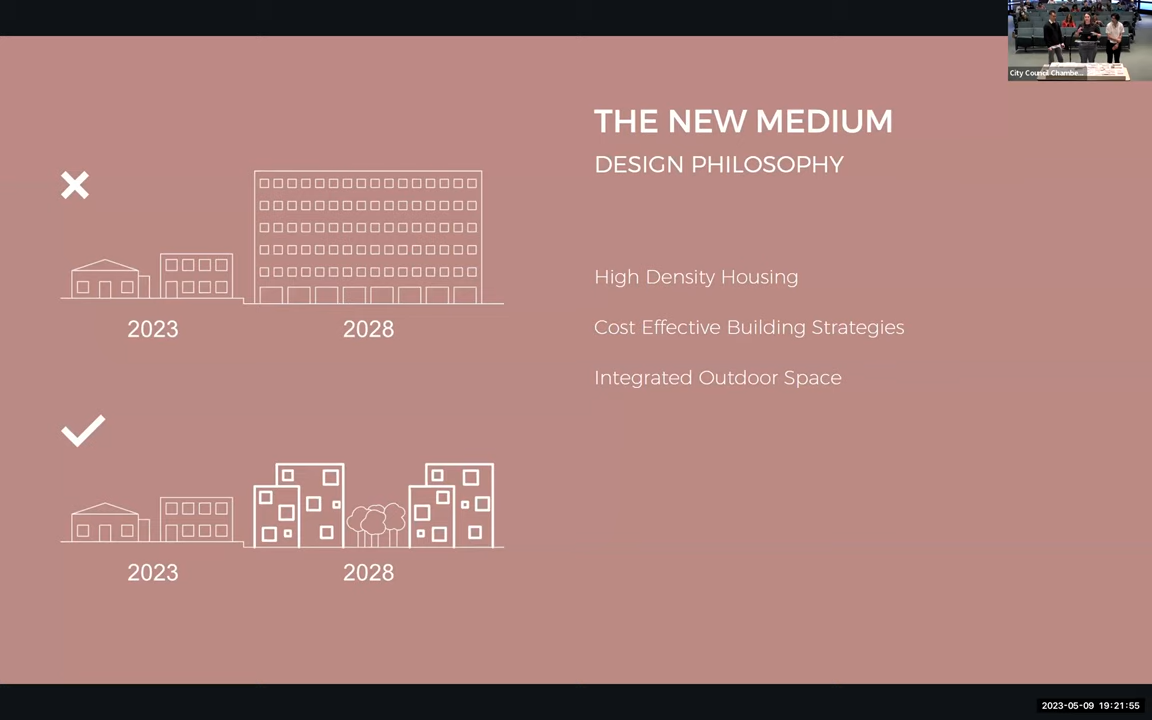 City Council Chambe...
THE NEW MEDIUM
DESIGN PHILOSOPHY
High Density Housing
Cost Effective Building Strategies
Integrated Outdoor Space
2023
2028
2023
2028
2023-05-09 19:21:55